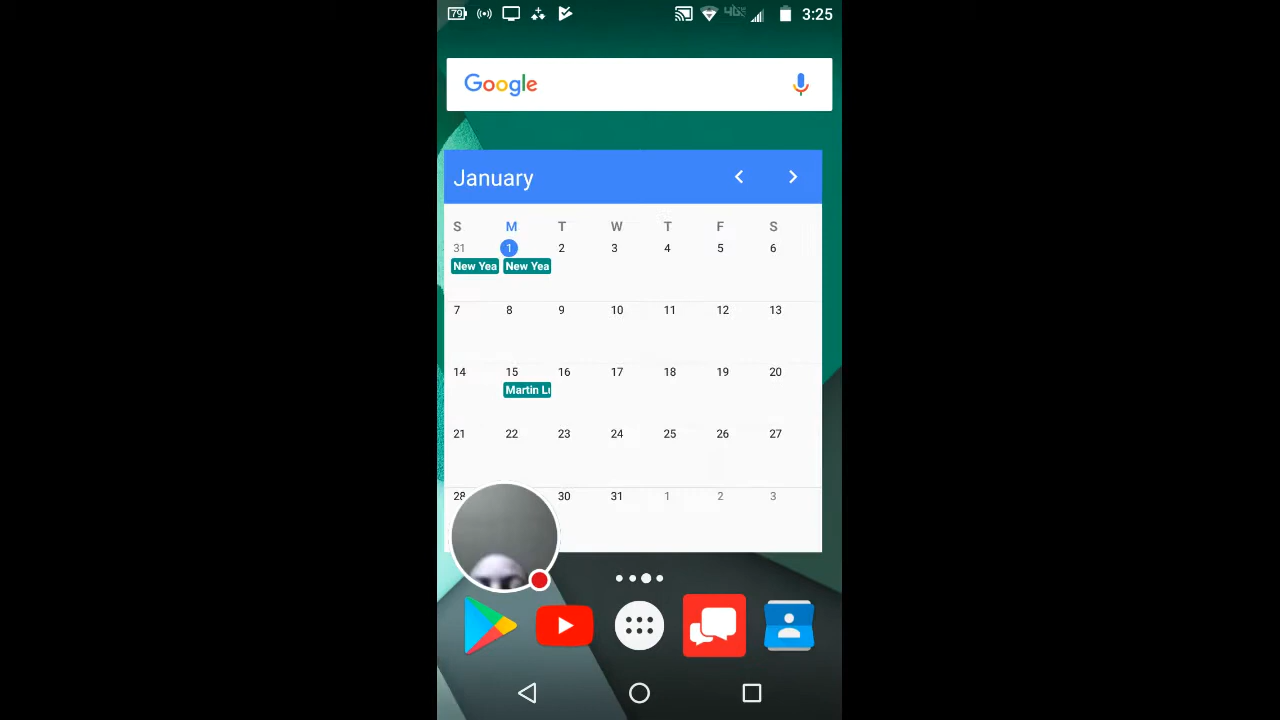 79 4G 3:25
Google
January
S M T W T F S
31 1 2 3 4 5 6
New Yea New Yea
7 8 9 10 11 12 13
14 15 16 17 18 19 20
Martin Lu
21 22 23 24 25 26 27
28 30 31 1 2 3